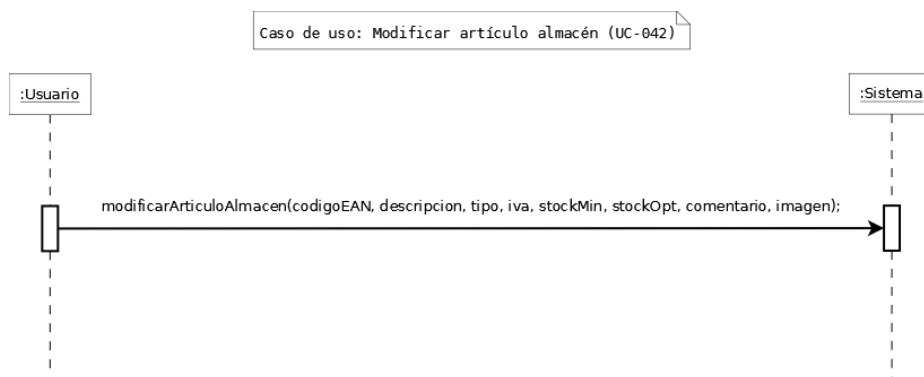 Caso de uso: Modificar artículo almacén (UC-042)
:Usuario
:Sistema
modificarArticuloAlmacen(codigoEAN, descripcion, tipo, iva, stockMin, stockOpt, comentario, imagen);